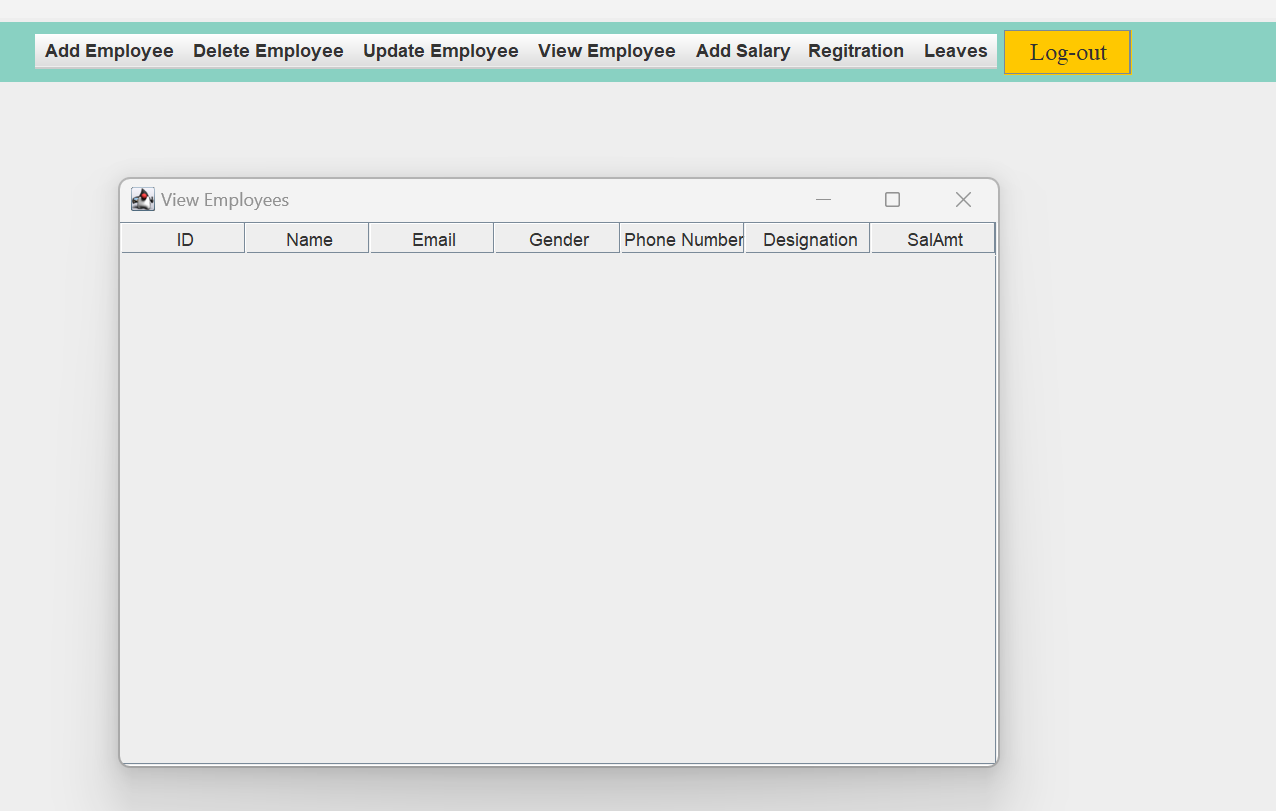 Add Employee Delete Employee Update Employee View Employee Add Salary Regitration Leaves Log-out
View Employees
ID Name Email Gender Phone Number Designation SalAmt